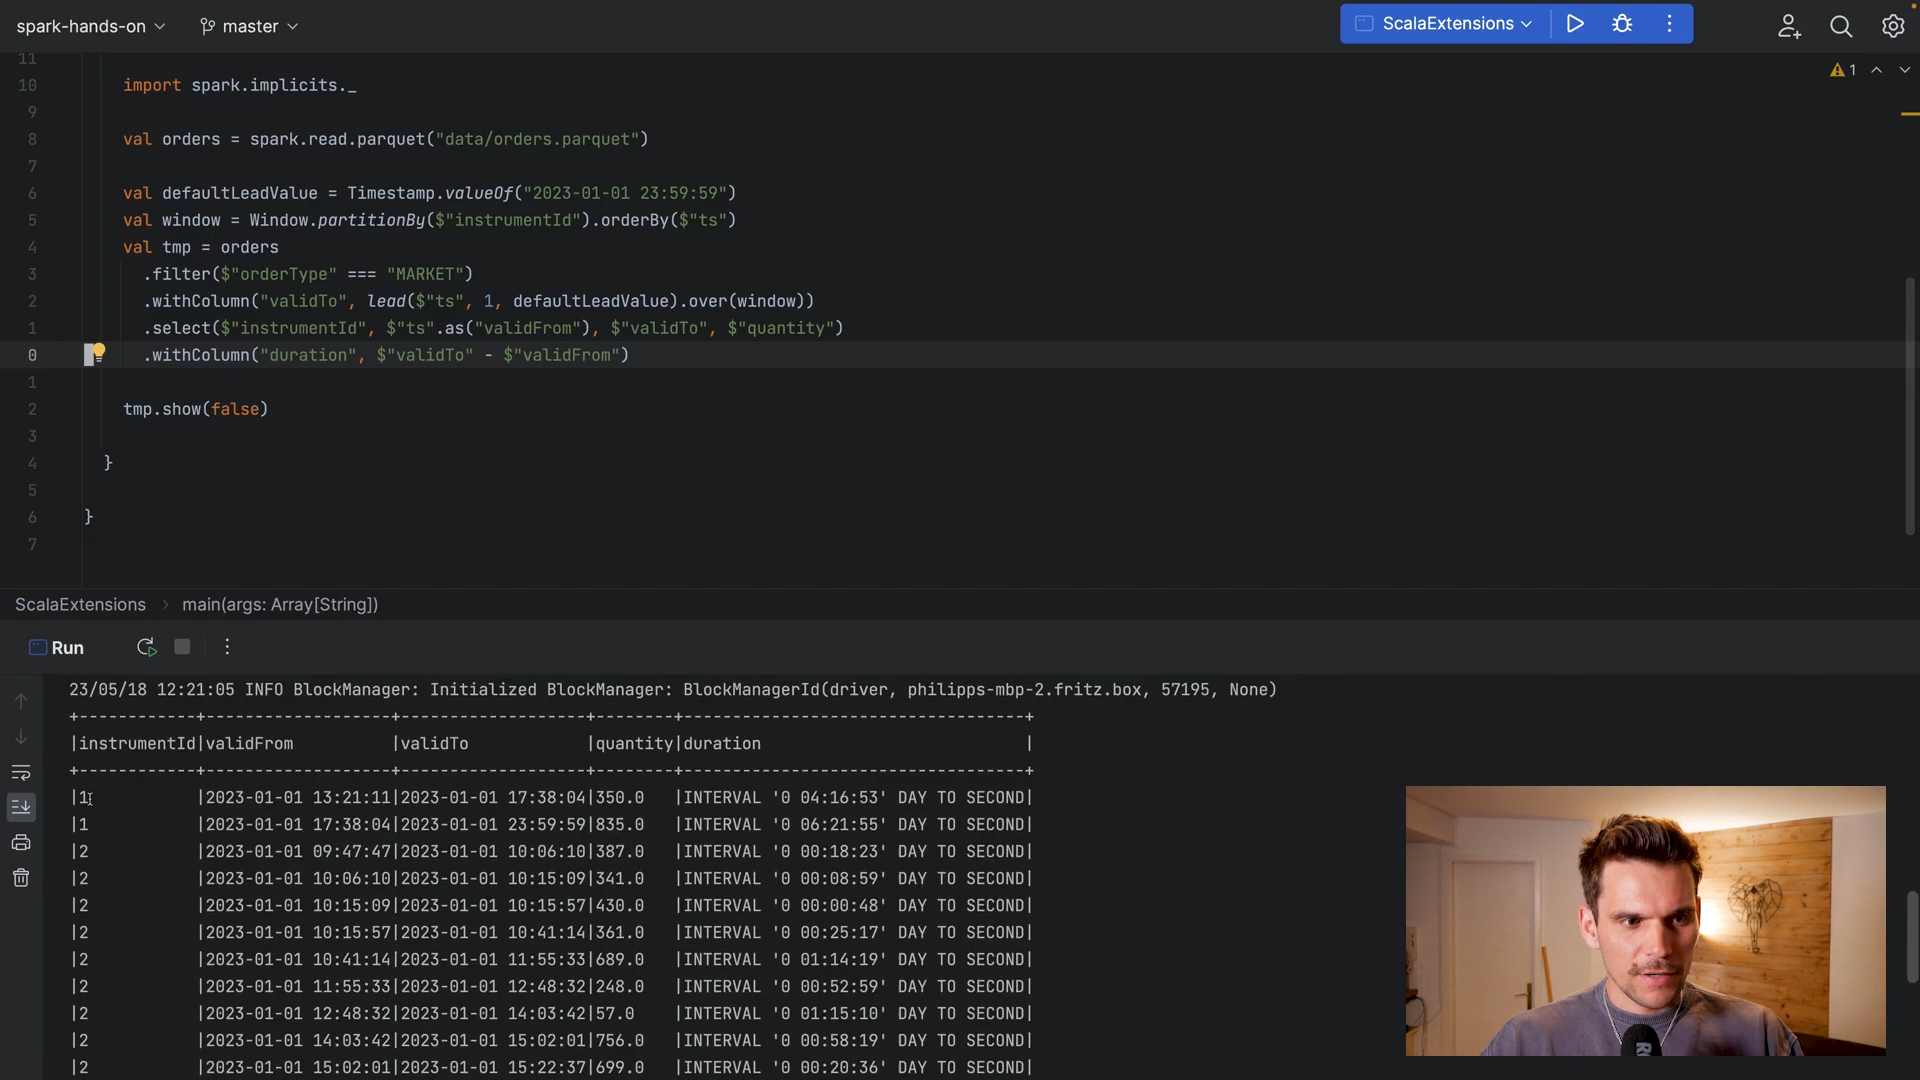 spark-hands-on
master
ScalaExtensions
11
10 import spark.implicits._
1
9
8 val orders = spark.read.parquet("data/orders.parquet")
7
6 val defaultLeadValue = Timestamp.valueOf("2023-01-01 23:59:59")
5 val window = Window.partitionBy($"instrumentId").orderBy($"ts")
4 val tmp = orders
3 .filter($"orderType" === "MARKET")
2 .withColumn("validTo", lead($"ts", 1, defaultLeadValue).over(window))
1 .select($"instrumentId", $"ts".as("validFrom"), $"validTo", $"quantity")
0 .withColumn("duration", $"validTo" - $"validFrom")
1
2 tmp.show(false)
3
4 }
5
6 }
7
ScalaExtensions > main(args: Array[String])
Run
23/05/18 12:21:05 INFO BlockManager: Initialized BlockManager: BlockManagerId(driver, philipps-mbp-2.fritz.box, 57195, None)
+------------+-------------------+-------------------+--------+-----------------------------------+
|instrumentId|validFrom          |validTo            |quantity|duration                           |
+------------+-------------------+-------------------+--------+-----------------------------------+
|1           |2023-01-01 13:21:11|2023-01-01 17:38:04|350.0   |INTERVAL '0 04:16:53' DAY TO SECOND|
|1           |2023-01-01 17:38:04|2023-01-01 23:59:59|835.0   |INTERVAL '0 06:21:55' DAY TO SECOND|
|2           |2023-01-01 09:47:47|2023-01-01 10:06:10|387.0   |INTERVAL '0 00:18:23' DAY TO SECOND|
|2           |2023-01-01 10:06:10|2023-01-01 10:15:09|341.0   |INTERVAL '0 00:08:59' DAY TO SECOND|
|2           |2023-01-01 10:15:09|2023-01-01 10:15:57|430.0   |INTERVAL '0 00:00:48' DAY TO SECOND|
|2           |2023-01-01 10:15:57|2023-01-01 10:41:14|361.0   |INTERVAL '0 00:25:17' DAY TO SECOND|
|2           |2023-01-01 10:41:14|2023-01-01 11:55:33|689.0   |INTERVAL '0 01:14:19' DAY TO SECOND|
|2           |2023-01-01 11:55:33|2023-01-01 12:48:32|248.0   |INTERVAL '0 00:52:59' DAY TO SECOND|
|2           |2023-01-01 12:48:32|2023-01-01 14:03:42|57.0    |INTERVAL '0 01:15:10' DAY TO SECOND|
|2           |2023-01-01 14:03:42|2023-01-01 15:02:01|756.0   |INTERVAL '0 00:58:19' DAY TO SECOND|
|2           |2023-01-01 15:02:01|2023-01-01 15:22:37|699.0   |INTERVAL '0 00:20:36' DAY TO SECOND|